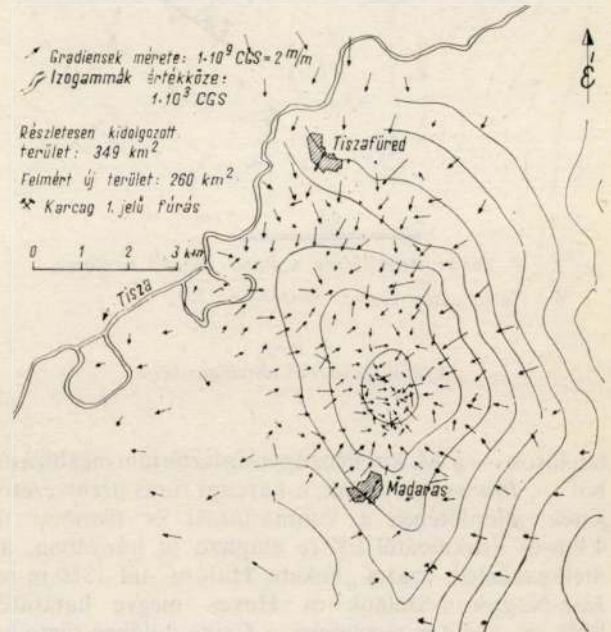 Gradiensek mérete: 1·10⁹ CGS = 2 m/m
Izogammák értékköze:
1·10³ CGS
Részletesen kidolgozott
terület: 349 km²
Felmért új terület: 260 km²
Karcag 1. jelű fúrás
0 1 2 3 km
Tisza
Tiszafüred
Madaras
É